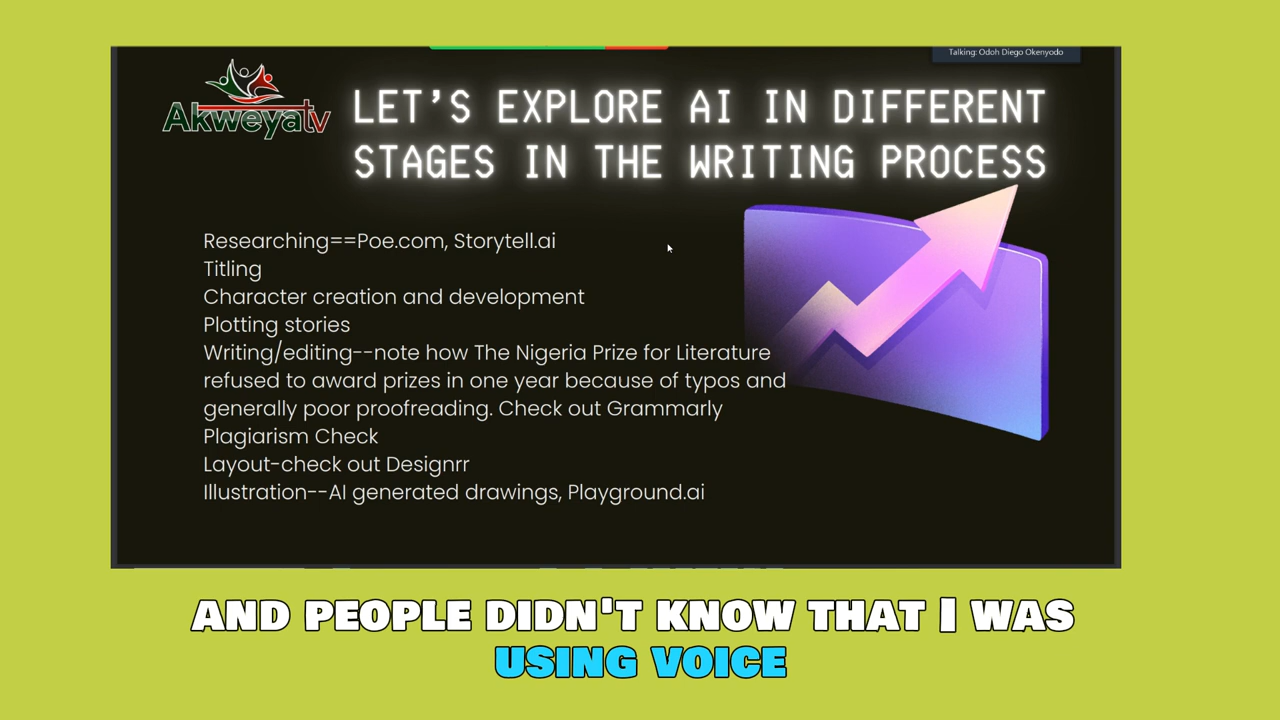 Talking: Odoh Diego Okenyodo
Akweyatv
LET'S EXPLORE AI IN DIFFERENT
STAGES IN THE WRITING PROCESS
Researching==Poe.com, Storytell.ai
Titling
Character creation and development
Plotting stories
Writing/editing--note how The Nigeria Prize for Literature
refused to award prizes in one year because of typos and
generally poor proofreading. Check out Grammarly
Plagiarism Check
Layout-check out Designrr
Illustration--AI generated drawings, Playground.ai
AND PEOPLE DIDN'T KNOW THAT I WAS
USING VOICE